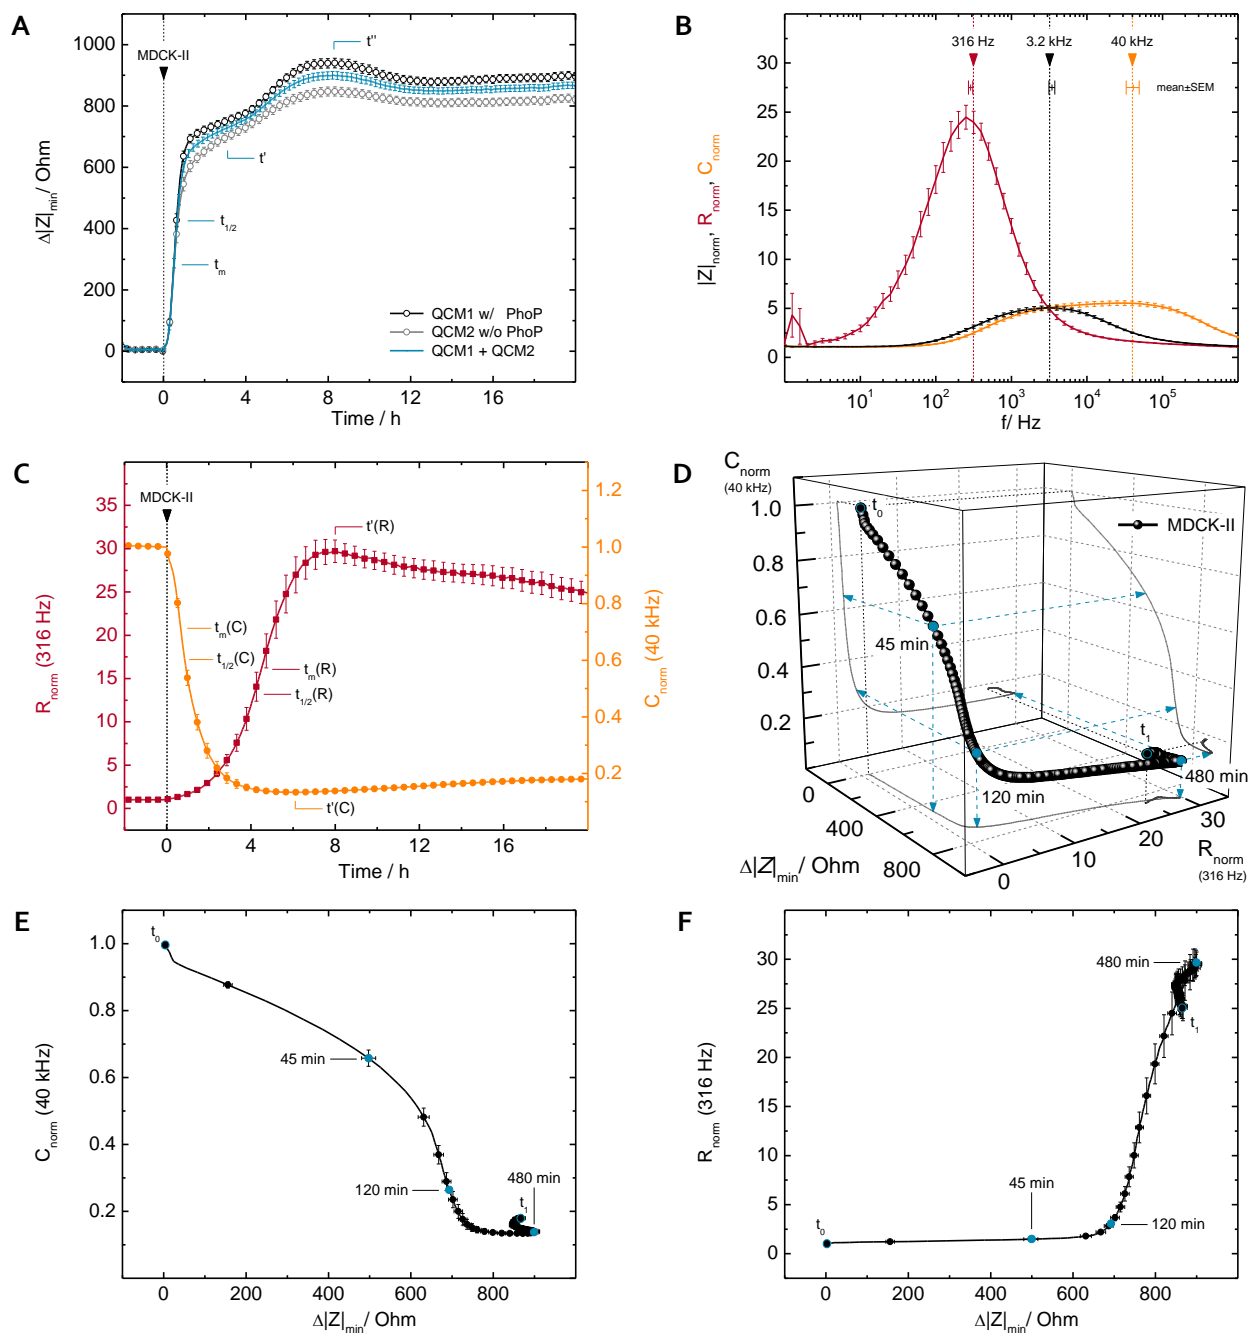 A
MDCK-II
1000
800
600
400
200
0
Δ|Z|min/ Ohm
t''
t'
t1/2
tm
QCM1 w/ PhoP
QCM2 w/o PhoP
QCM1 + QCM2
0 4 8 12 16
Time / h
B
316 Hz 3.2 kHz 40 kHz
mean±SEM
30
25
20
15
10
5
0
|Z|norm, Rnorm, Cnorm
10^1 10^2 10^3 10^4 10^5
f/ Hz
C
MDCK-II
35
30
25
20
15
10
5
0
Rnorm (316 Hz)
t'(R)
tm(C)
t1/2(C)
tm(R)
t1/2(R)
t'(C)
1.2
1.0
0.8
0.6
0.4
0.2
Cnorm (40 kHz)
0 4 8 12 16
Time / h
D
Cnorm
(40 kHz)
1.0
0.8
0.6
0.4
0.2
t0
MDCK-II
45 min
t1
120 min
480 min
0
400
800
Δ|Z|min/ Ohm
0
10
20
30
Rnorm
(316 Hz)
E
t0
1.0
0.8
0.6
0.4
0.2
Cnorm (40 kHz)
45 min
120 min
480 min
t1
0 200 400 600 800
Δ|Z|min/ Ohm
F
30
25
20
15
10
5
0
Rnorm (316 Hz)
480 min
t1
45 min
120 min
t0
0 200 400 600 800
Δ|Z|min/ Ohm